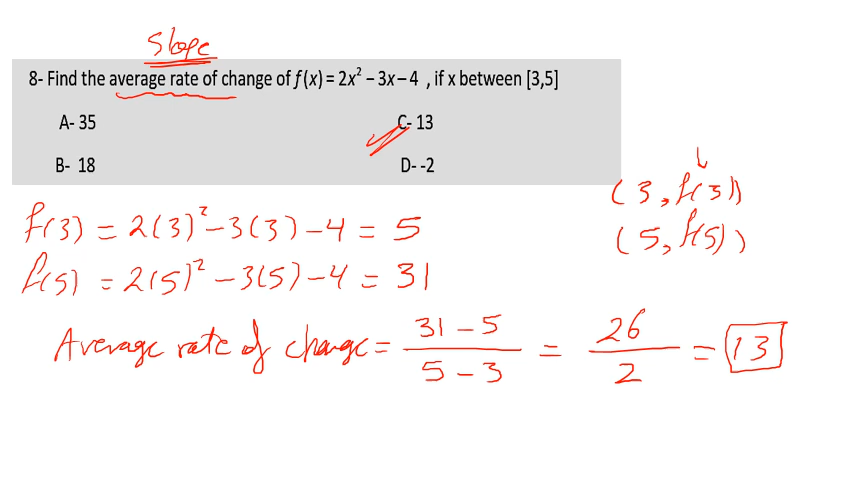 Slope
8- Find the average rate of change of f(x) = 2x² − 3x − 4 , if x between [3,5]
A- 35
C- 13
B- 18
D- -2
(3, f(3))
(5, f(5))
f(3) = 2(3)² − 3(3) − 4 = 5
f(5) = 2(5)² − 3(5) − 4 = 31
Average rate of change = 31 − 5 / 5 − 3 = 26 / 2 = 13